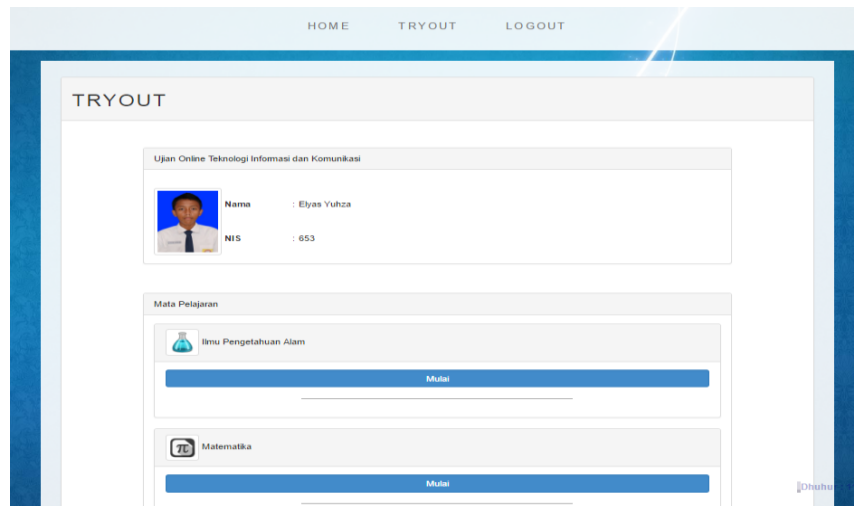 HOME TRYOUT LOGOUT
TRYOUT
Ujian Online Teknologi Informasi dan Komunikasi
Nama : Elyas Yuhza
NIS : 653
Mata Pelajaran
Ilmu Pengetahuan Alam
Mulai
π Matematika
Mulai